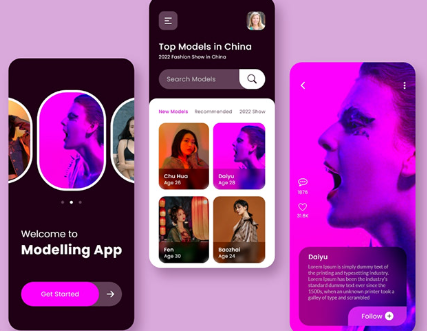 Welcome to
Modelling App
Get Started
Top Models in China
2022 Fashion Show in China
Search Models
New Models
Recommended
2022 Show
Chu Hua
Age 26
Daiyu
Age 28
Fen
Age 30
Baozhai
Age 24
Daiyu
Lorem Ipsum is simply dummy text of
the printing and typesetting industry.
Lorem Ipsum has been the industry's
standard dummy text ever since the
1500s, when an unknown printer took a
galley of type and scrambled
Follow